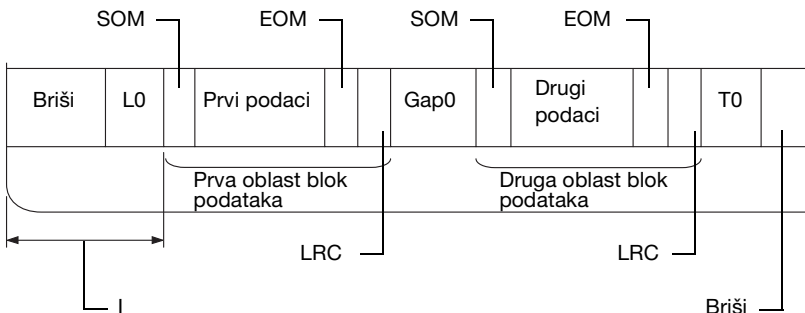 SOM EOM SOM EOM
Briši L0 Prvi podaci Gap0 Drugi podaci T0
Prva oblast blok podataka
Druga oblast blok podataka
LRC LRC
I Briši